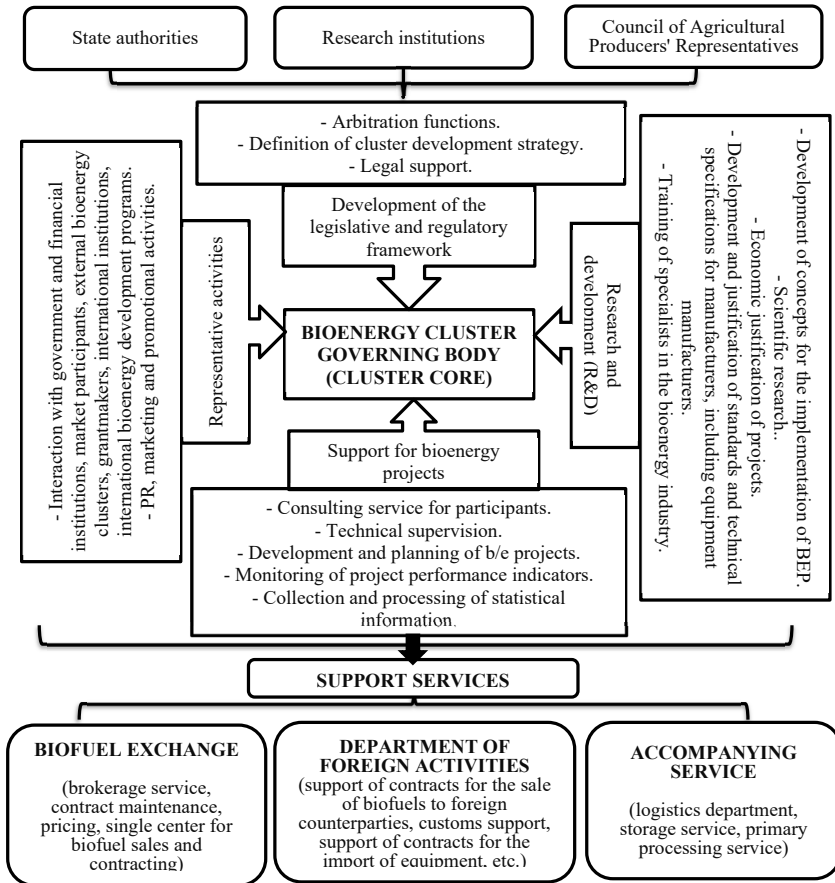 State authorities
Research institutions
Council of Agricultural
Producers' Representatives
- Arbitration functions.
- Definition of cluster development strategy.
- Legal support.
Development of the
legislative and regulatory
framework
- Interaction with government and financial
institutions, market participants, external bioenergy
clusters, grantmakers, international institutions,
international bioenergy development programs.
- PR, marketing and promotional activities.
Representative activities
BIOENERGY CLUSTER
GOVERNING BODY
(CLUSTER CORE)
Research and
development (R&D)
- Development of concepts for the implementation of BEP.
- Scientific research..
- Economic justification of projects.
- Development and justification of standards and technical
specifications for manufacturers, including equipment
manufacturers.
- Training of specialists in the bioenergy industry.
Support for bioenergy
projects
- Consulting service for participants.
- Technical supervision.
- Development and planning of b/e projects.
- Monitoring of project performance indicators.
- Collection and processing of statistical
information.
SUPPORT SERVICES
BIOFUEL EXCHANGE
(brokerage service,
contract maintenance,
pricing, single center for
biofuel sales and
contracting)
DEPARTMENT OF
FOREIGN ACTIVITIES
(support of contracts for the sale
of biofuels to foreign
counterparties, customs support,
support of contracts for the
import of equipment, etc.)
ACCOMPANYING
SERVICE
(logistics department,
storage service, primary
processing service)